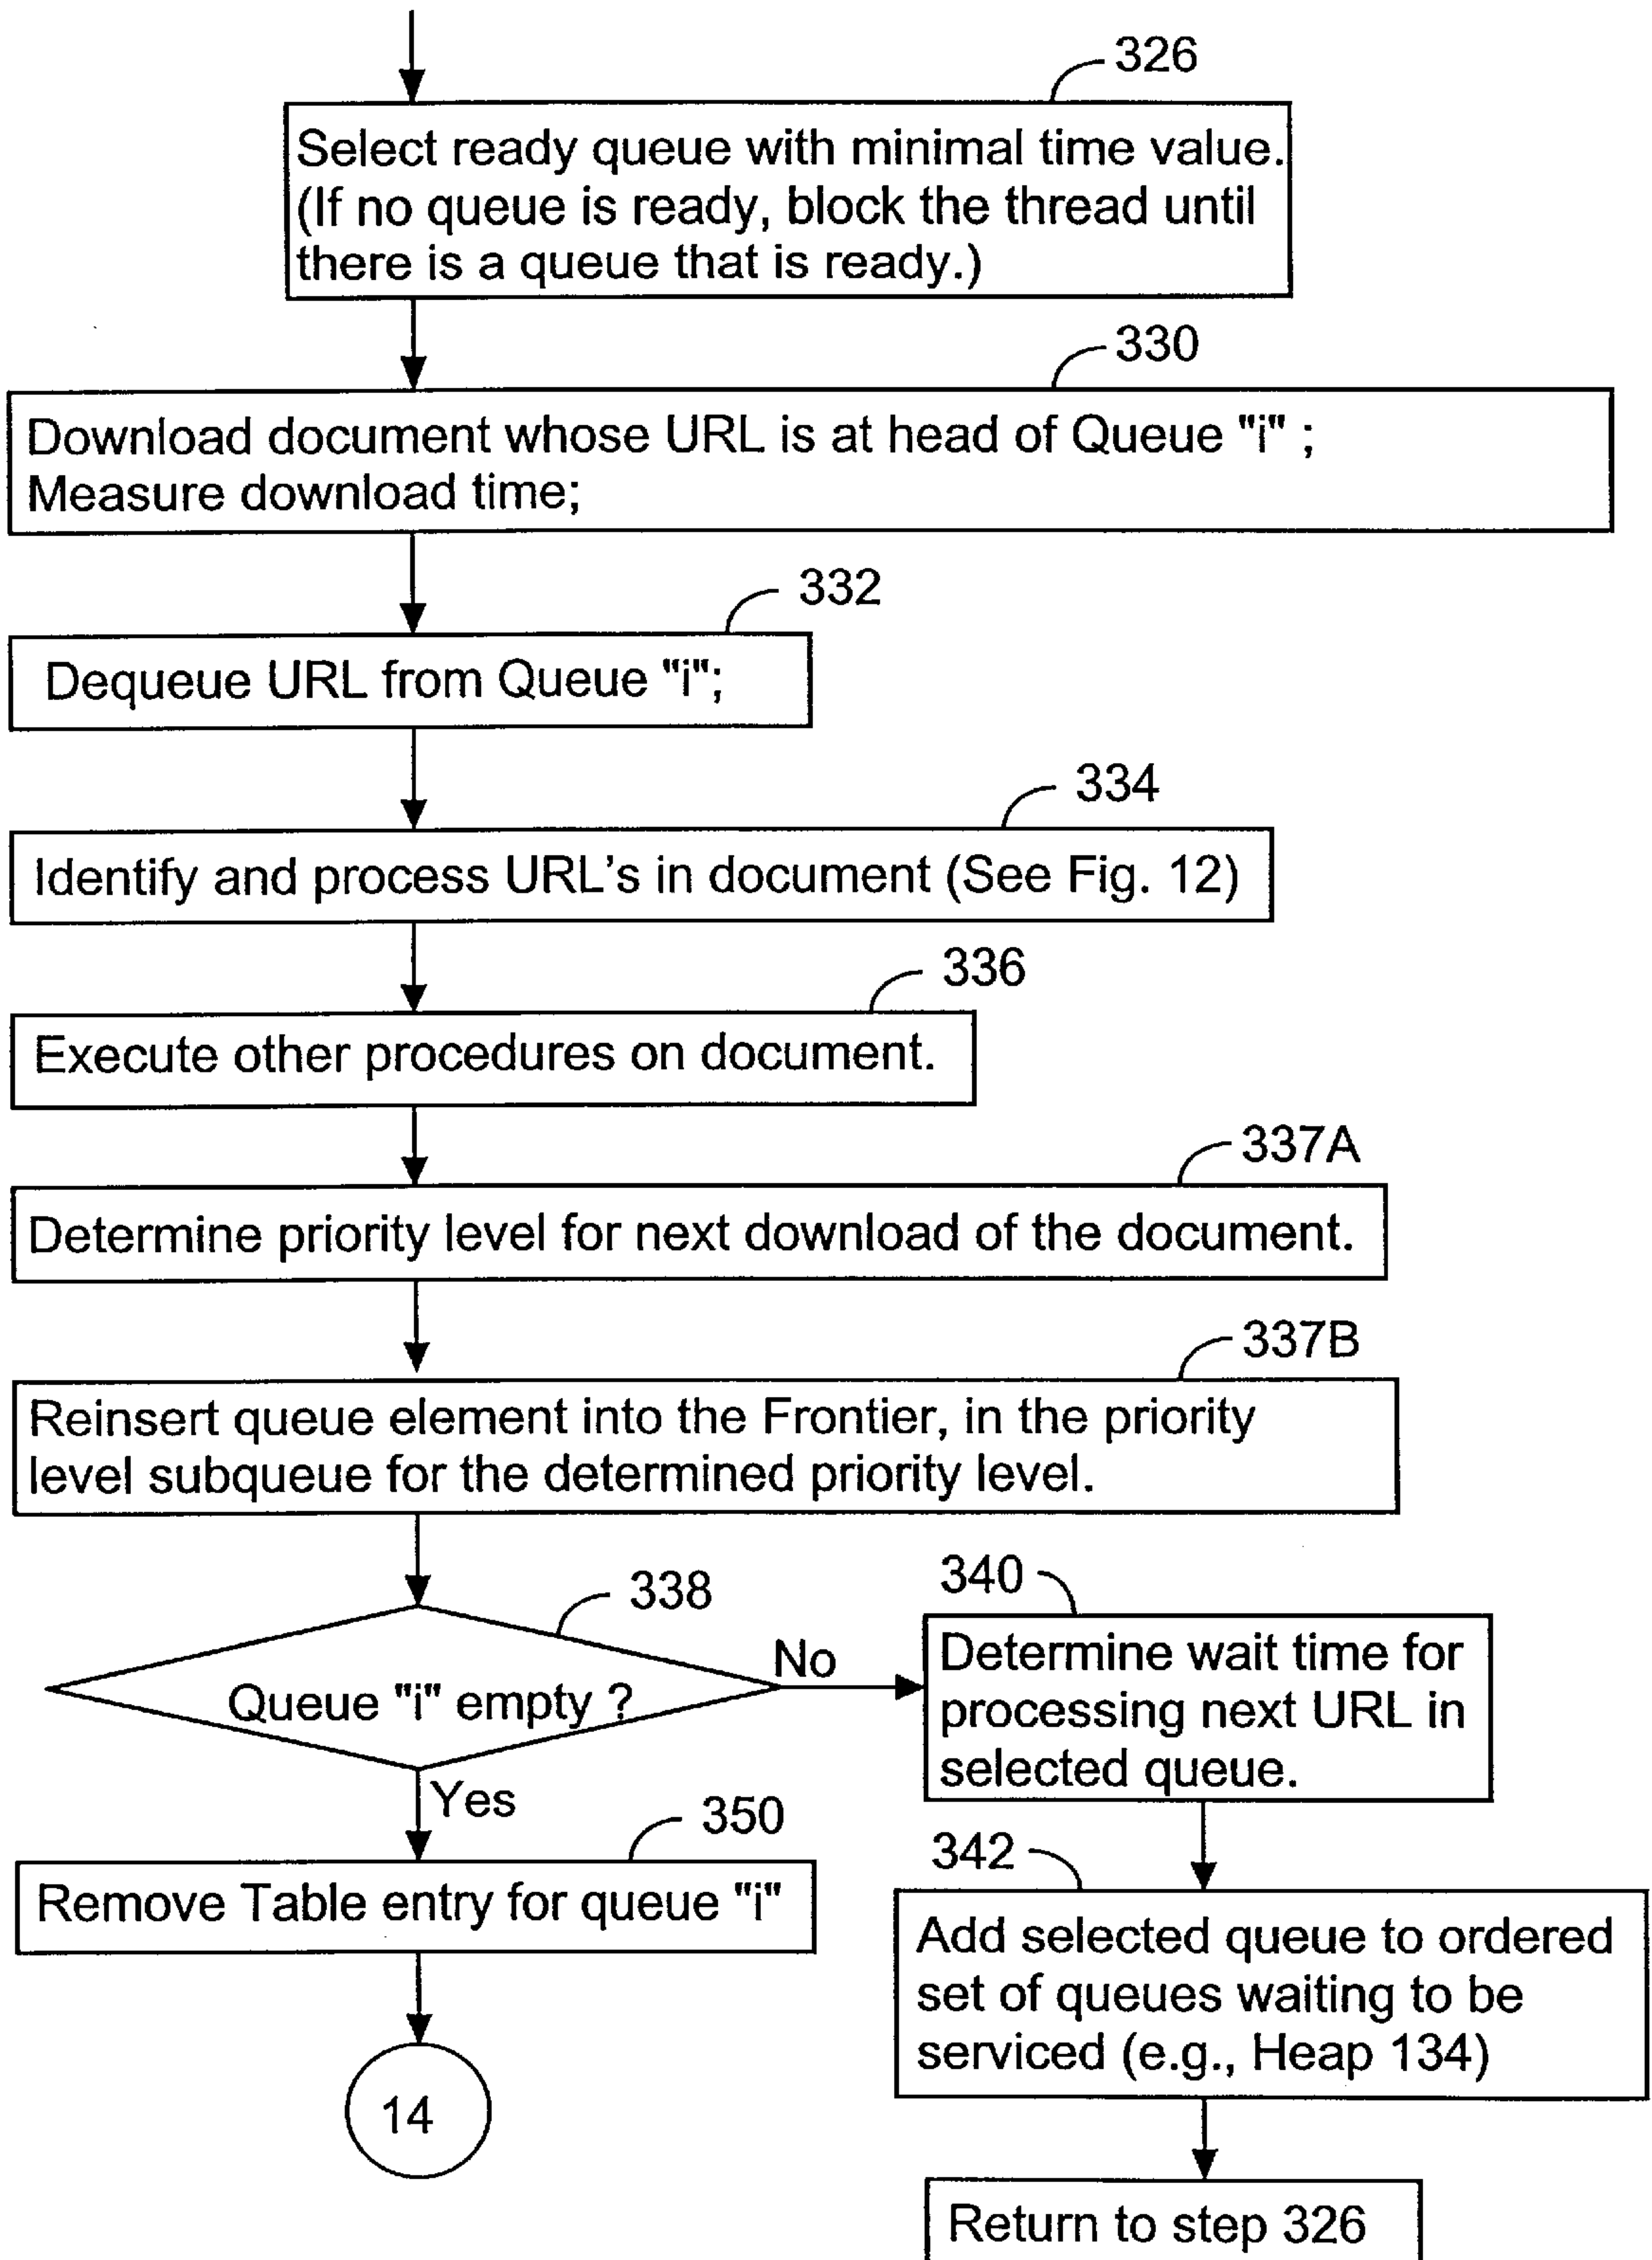 326
Select ready queue with minimal time value.
(If no queue is ready, block the thread until
there is a queue that is ready.)
330
Download document whose URL is at head of Queue "i" ;
Measure download time;
332
Dequeue URL from Queue "i";
334
Identify and process URL's in document (See Fig. 12)
336
Execute other procedures on document.
337A
Determine priority level for next download of the document.
337B
Reinsert queue element into the Frontier, in the priority
level subqueue for the determined priority level.
338
Queue "i" empty ?
No
340
Determine wait time for
processing next URL in
selected queue.
Yes
350
Remove Table entry for queue "i"
342
Add selected queue to ordered
set of queues waiting to be
serviced (e.g., Heap 134)
14
Return to step 326